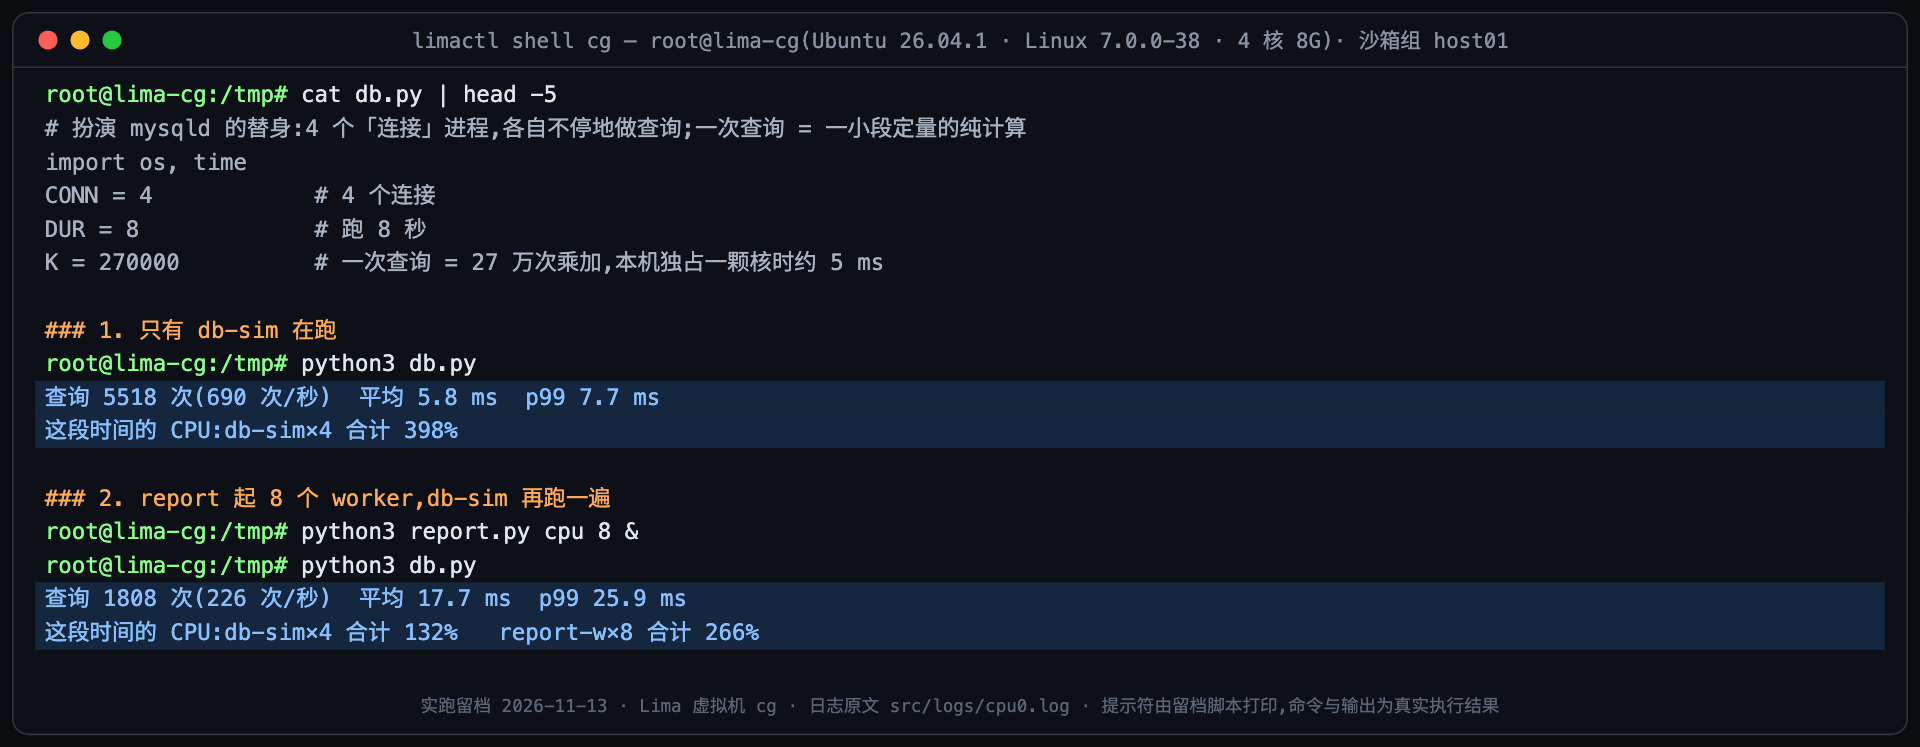 limactl shell cg — root@lima-cg(Ubuntu 26.04.1 · Linux 7.0.0-38 · 4 核 8G)· 沙箱组 host01
root@lima-cg:/tmp# cat db.py | head -5
# 扮演 mysqld 的替身:4 个「连接」进程,各自不停地做查询;一次查询 = 一小段定量的纯计算
import os, time
CONN = 4            # 4 个连接
DUR = 8             # 跑 8 秒
K = 270000          # 一次查询 = 27 万次乘加,本机独占一颗核时约 5 ms
### 1. 只有 db-sim 在跑
root@lima-cg:/tmp# python3 db.py
查询 5518 次(690 次/秒)  平均 5.8 ms  p99 7.7 ms
这段时间的 CPU:db-sim×4 合计 398%
### 2. report 起 8 个 worker,db-sim 再跑一遍
root@lima-cg:/tmp# python3 report.py cpu 8 &
root@lima-cg:/tmp# python3 db.py
查询 1808 次(226 次/秒)  平均 17.7 ms  p99 25.9 ms
这段时间的 CPU:db-sim×4 合计 132%   report-w×8 合计 266%
实跑留档 2026-11-13 · Lima 虚拟机 cg · 日志原文 src/logs/cpu0.log · 提示符由留档脚本打印,命令与输出为真实执行结果